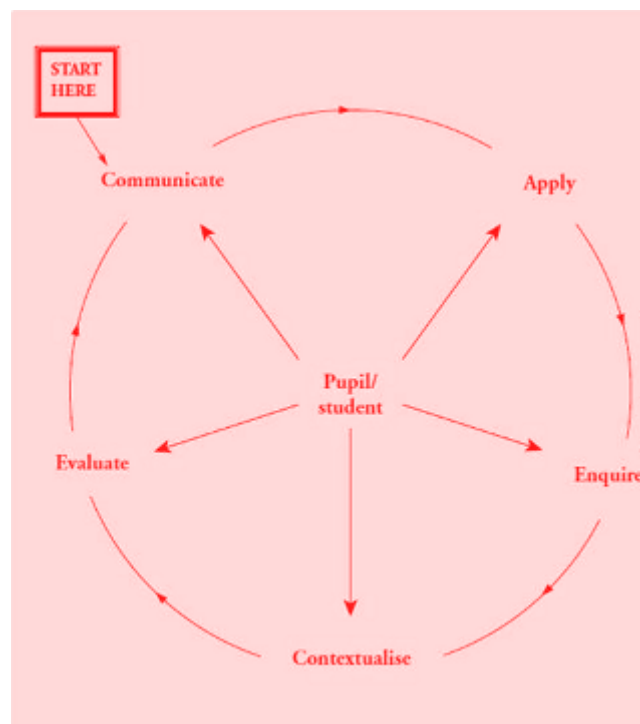 START
HERE
Communicate
Apply
Pupil/
student
Evaluate
Enquire
Contextualise